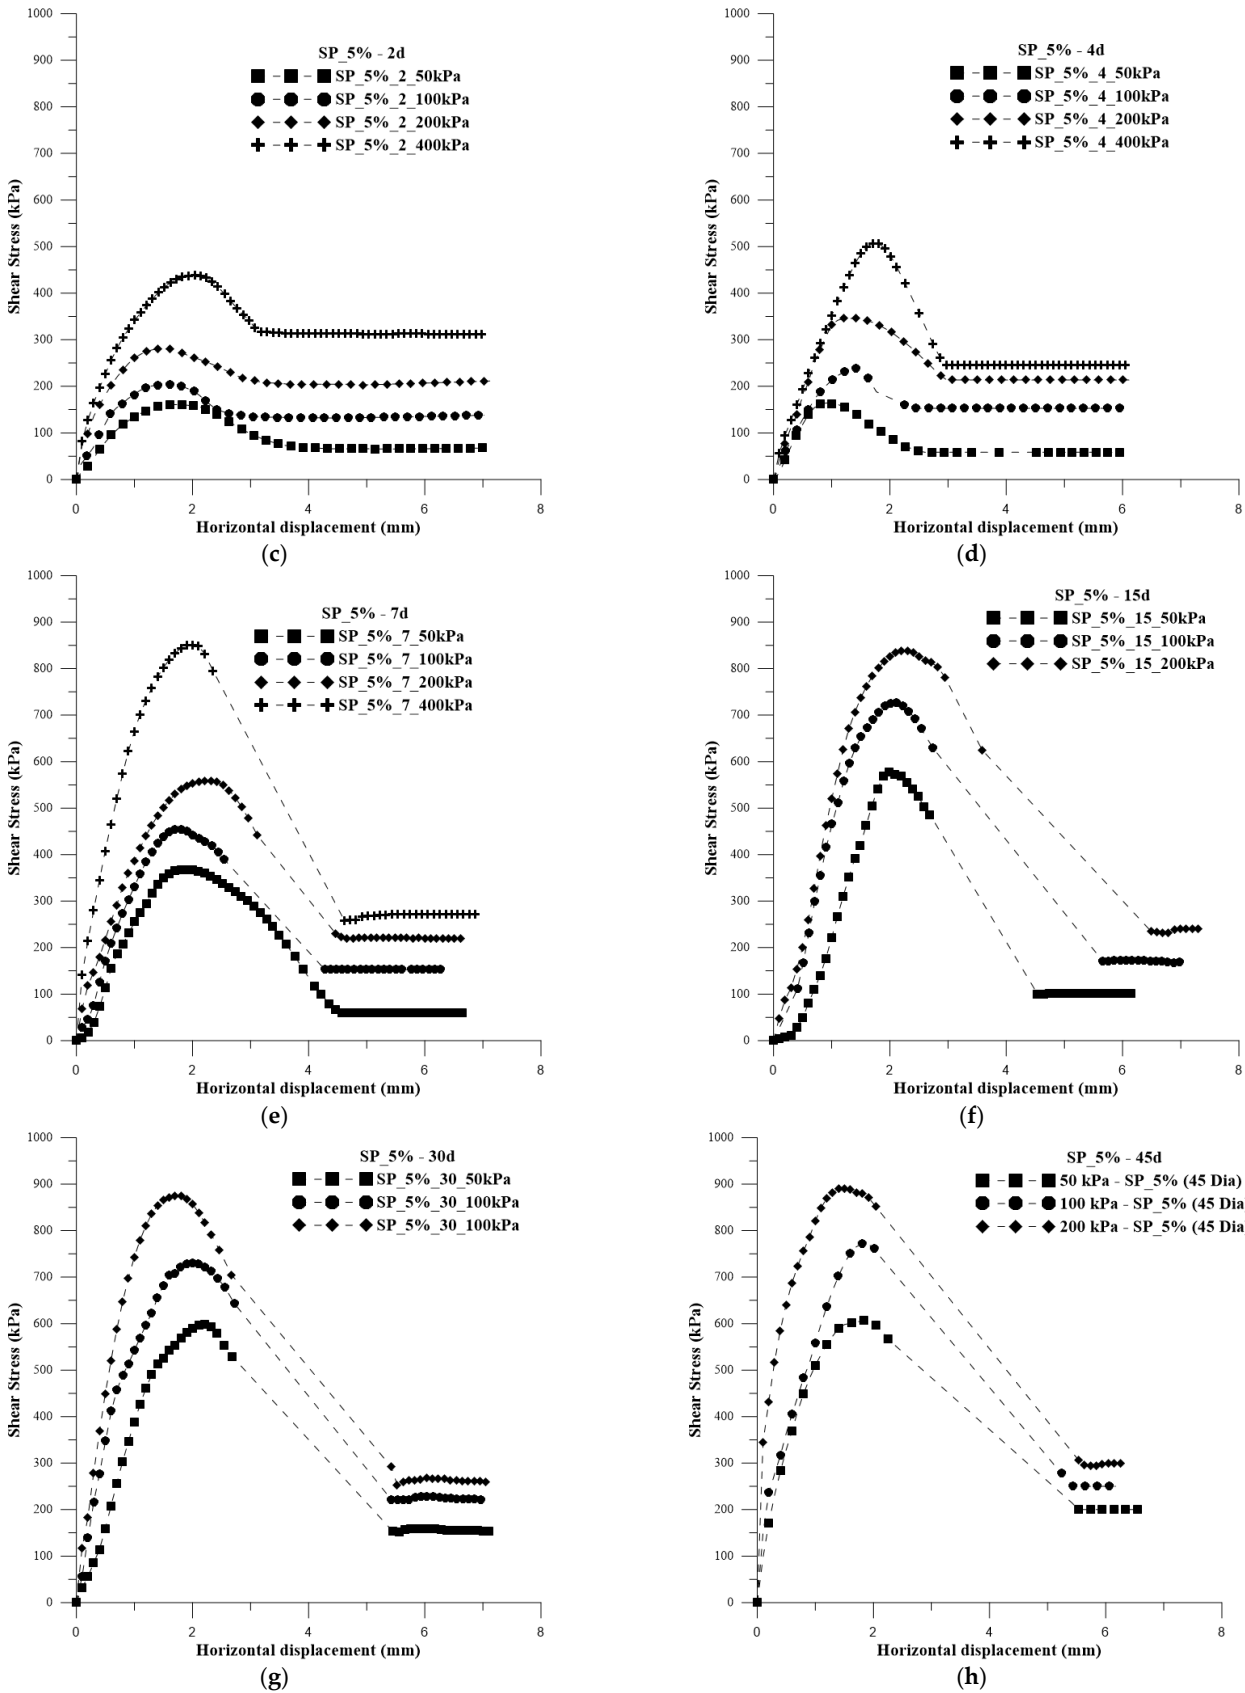 SP_5% - 2d
SP_5%_2_50kPa
SP_5%_2_100kPa
SP_5%_2_200kPa
SP_5%_2_400kPa
Shear Stress (kPa)
1000
900
800
700
600
500
400
300
200
100
0
0 2 4 6 8
Horizontal displacement (mm)
(c)
SP_5% - 4d
SP_5%_4_50kPa
SP_5%_4_100kPa
SP_5%_4_200kPa
SP_5%_4_400kPa
Shear Stress (kPa)
1000
900
800
700
600
500
400
300
200
100
0
0 2 4 6 8
Horizontal displacement (mm)
(d)
SP_5% - 7d
SP_5%_7_50kPa
SP_5%_7_100kPa
SP_5%_7_200kPa
SP_5%_7_400kPa
Shear Stress (kPa)
1000
900
800
700
600
500
400
300
200
100
0
0 2 4 6 8
Horizontal displacement (mm)
(e)
SP_5% - 15d
SP_5%_15_50kPa
SP_5%_15_100kPa
SP_5%_15_200kPa
Shear Stress (kPa)
1000
900
800
700
600
500
400
300
200
100
0
0 2 4 6 8
Horizontal displacement (mm)
(f)
SP_5% - 30d
SP_5%_30_50kPa
SP_5%_30_100kPa
SP_5%_30_100kPa
Shear Stress (kPa)
1000
900
800
700
600
500
400
300
200
100
0
0 2 4 6 8
Horizontal displacement (mm)
(g)
SP_5% - 45d
50 kPa - SP_5% (45 Dia)
100 kPa - SP_5% (45 Dia
200 kPa - SP_5% (45 Dia
Shear Stress (kPa)
1000
900
800
700
600
500
400
300
200
100
0
0 2 4 6 8
Horizontal displacement (mm)
(h)